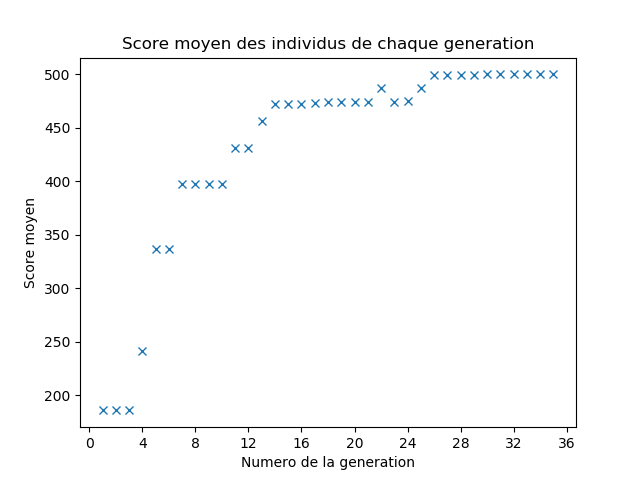 Score moyen des individus de chaque generation
500
450
400
350
300
250
200
Score moyen
0 4 8 12 16 20 24 28 32 36
Numero de la generation